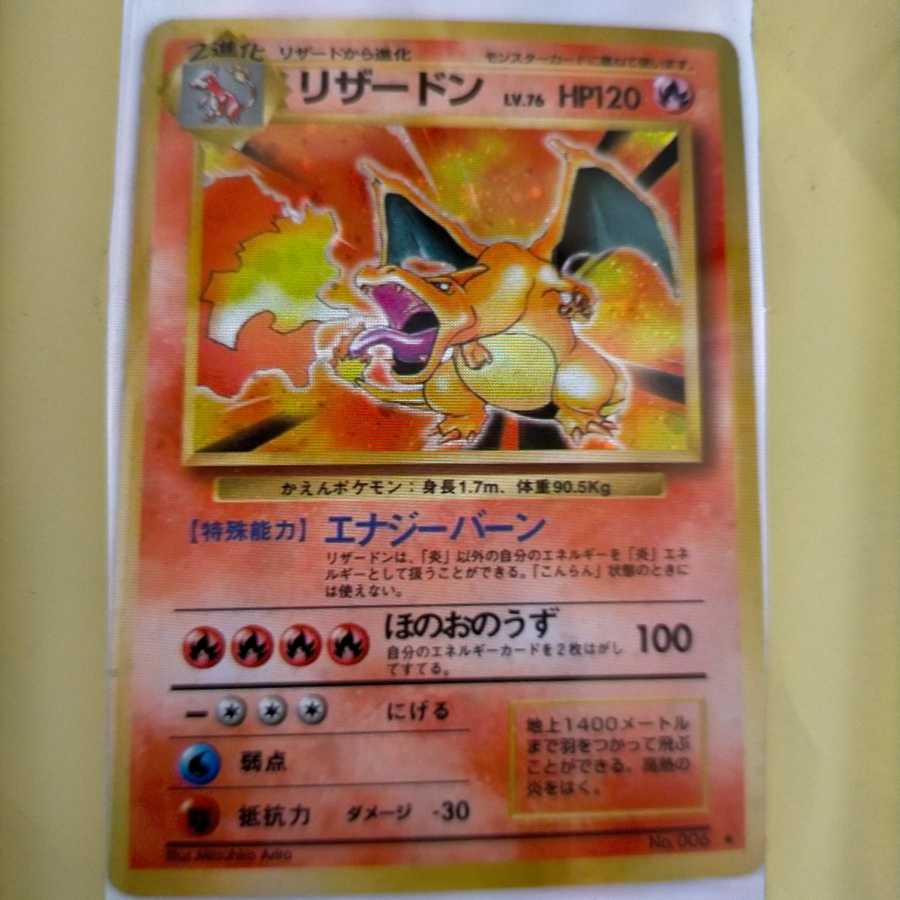 2進化 リザードから進化 モンスターカードに重ねて使います。
リザードン LV.76 HP120
かえんポケモン：身長1.7m、体重90.5Kg
【特殊能力】エナジーバーン
リザードンは、「炎」以外の自分のエネルギーを「炎」エネ
ルギーとして扱うことができる。「こんらん」状態のときに
は使えない。
ほのおのうず 100
自分のエネルギーカードを２枚はがし
てすてる。
ー にげる
弱点
抵抗力 ダメージ -30
地上1400メートル
まで羽をつかって飛ぶ
ことができる。高熱の
炎をはく。
Illus. Mitsuhiro Arita
No. 006